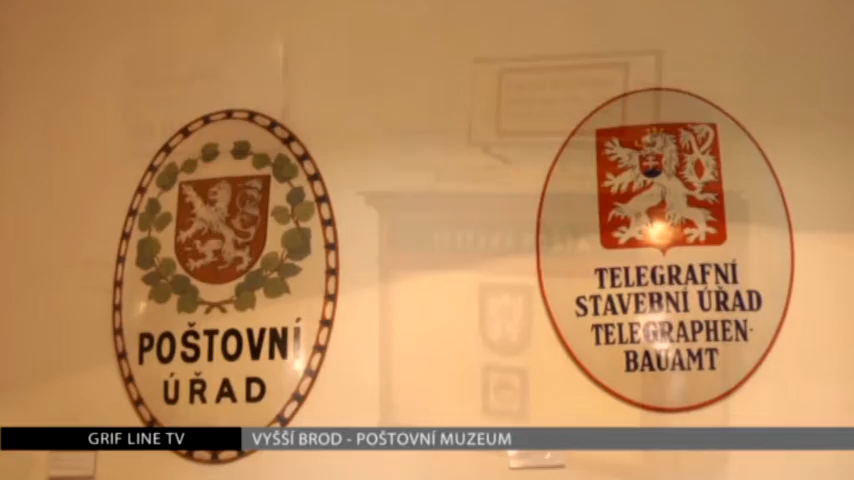 POŠTOVNÍ
ÚŘAD
TELEGRAFNÍ
STAVEBNÍ ÚŘAD
TELEGRAPHEN-
BAUAMT
GRIF LINE TV
VYŠŠÍ BROD - POŠTOVNÍ MUZEUM